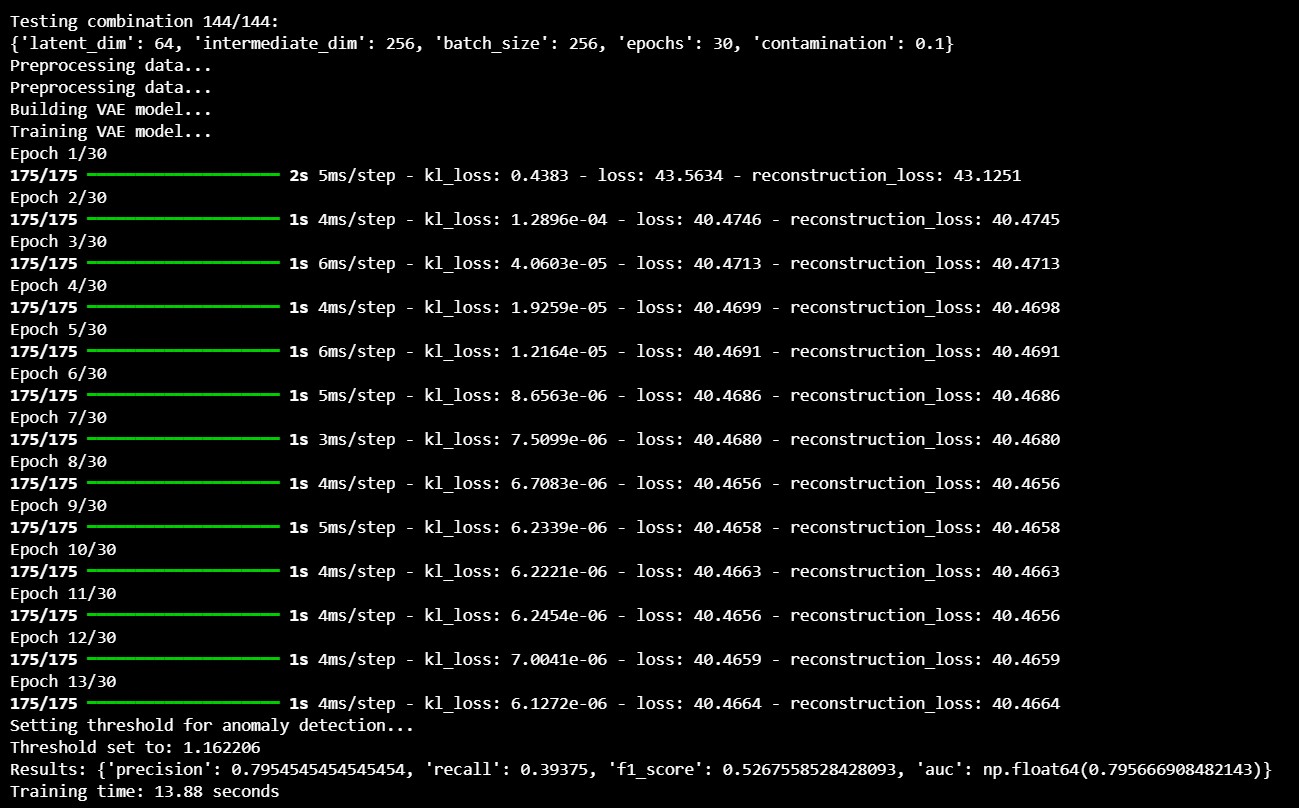 Testing combination 144/144:
{'latent_dim': 64, 'intermediate_dim': 256, 'batch_size': 256, 'epochs': 30, 'contamination': 0.1}
Preprocessing data...
Preprocessing data...
Building VAE model...
Training VAE model...
Epoch 1/30
175/175 ━━━━━━━━━━━━━━━━━━━━ 2s 5ms/step - kl_loss: 0.4383 - loss: 43.5634 - reconstruction_loss: 43.1251
Epoch 2/30
175/175 ━━━━━━━━━━━━━━━━━━━━ 1s 4ms/step - kl_loss: 1.2896e-04 - loss: 40.4746 - reconstruction_loss: 40.4745
Epoch 3/30
175/175 ━━━━━━━━━━━━━━━━━━━━ 1s 6ms/step - kl_loss: 4.0603e-05 - loss: 40.4713 - reconstruction_loss: 40.4713
Epoch 4/30
175/175 ━━━━━━━━━━━━━━━━━━━━ 1s 4ms/step - kl_loss: 1.9259e-05 - loss: 40.4699 - reconstruction_loss: 40.4698
Epoch 5/30
175/175 ━━━━━━━━━━━━━━━━━━━━ 1s 6ms/step - kl_loss: 1.2164e-05 - loss: 40.4691 - reconstruction_loss: 40.4691
Epoch 6/30
175/175 ━━━━━━━━━━━━━━━━━━━━ 1s 5ms/step - kl_loss: 8.6563e-06 - loss: 40.4686 - reconstruction_loss: 40.4686
Epoch 7/30
175/175 ━━━━━━━━━━━━━━━━━━━━ 1s 3ms/step - kl_loss: 7.5099e-06 - loss: 40.4680 - reconstruction_loss: 40.4680
Epoch 8/30
175/175 ━━━━━━━━━━━━━━━━━━━━ 1s 4ms/step - kl_loss: 6.7083e-06 - loss: 40.4656 - reconstruction_loss: 40.4656
Epoch 9/30
175/175 ━━━━━━━━━━━━━━━━━━━━ 1s 5ms/step - kl_loss: 6.2339e-06 - loss: 40.4658 - reconstruction_loss: 40.4658
Epoch 10/30
175/175 ━━━━━━━━━━━━━━━━━━━━ 1s 4ms/step - kl_loss: 6.2221e-06 - loss: 40.4663 - reconstruction_loss: 40.4663
Epoch 11/30
175/175 ━━━━━━━━━━━━━━━━━━━━ 1s 4ms/step - kl_loss: 6.2454e-06 - loss: 40.4656 - reconstruction_loss: 40.4656
Epoch 12/30
175/175 ━━━━━━━━━━━━━━━━━━━━ 1s 4ms/step - kl_loss: 7.0041e-06 - loss: 40.4659 - reconstruction_loss: 40.4659
Epoch 13/30
175/175 ━━━━━━━━━━━━━━━━━━━━ 1s 4ms/step - kl_loss: 6.1272e-06 - loss: 40.4664 - reconstruction_loss: 40.4664
Setting threshold for anomaly detection...
Threshold set to: 1.162206
Results: {'precision': 0.7954545454545454, 'recall': 0.39375, 'f1_score': 0.5267558528428093, 'auc': np.float64(0.795666908482143)}
Training time: 13.88 seconds